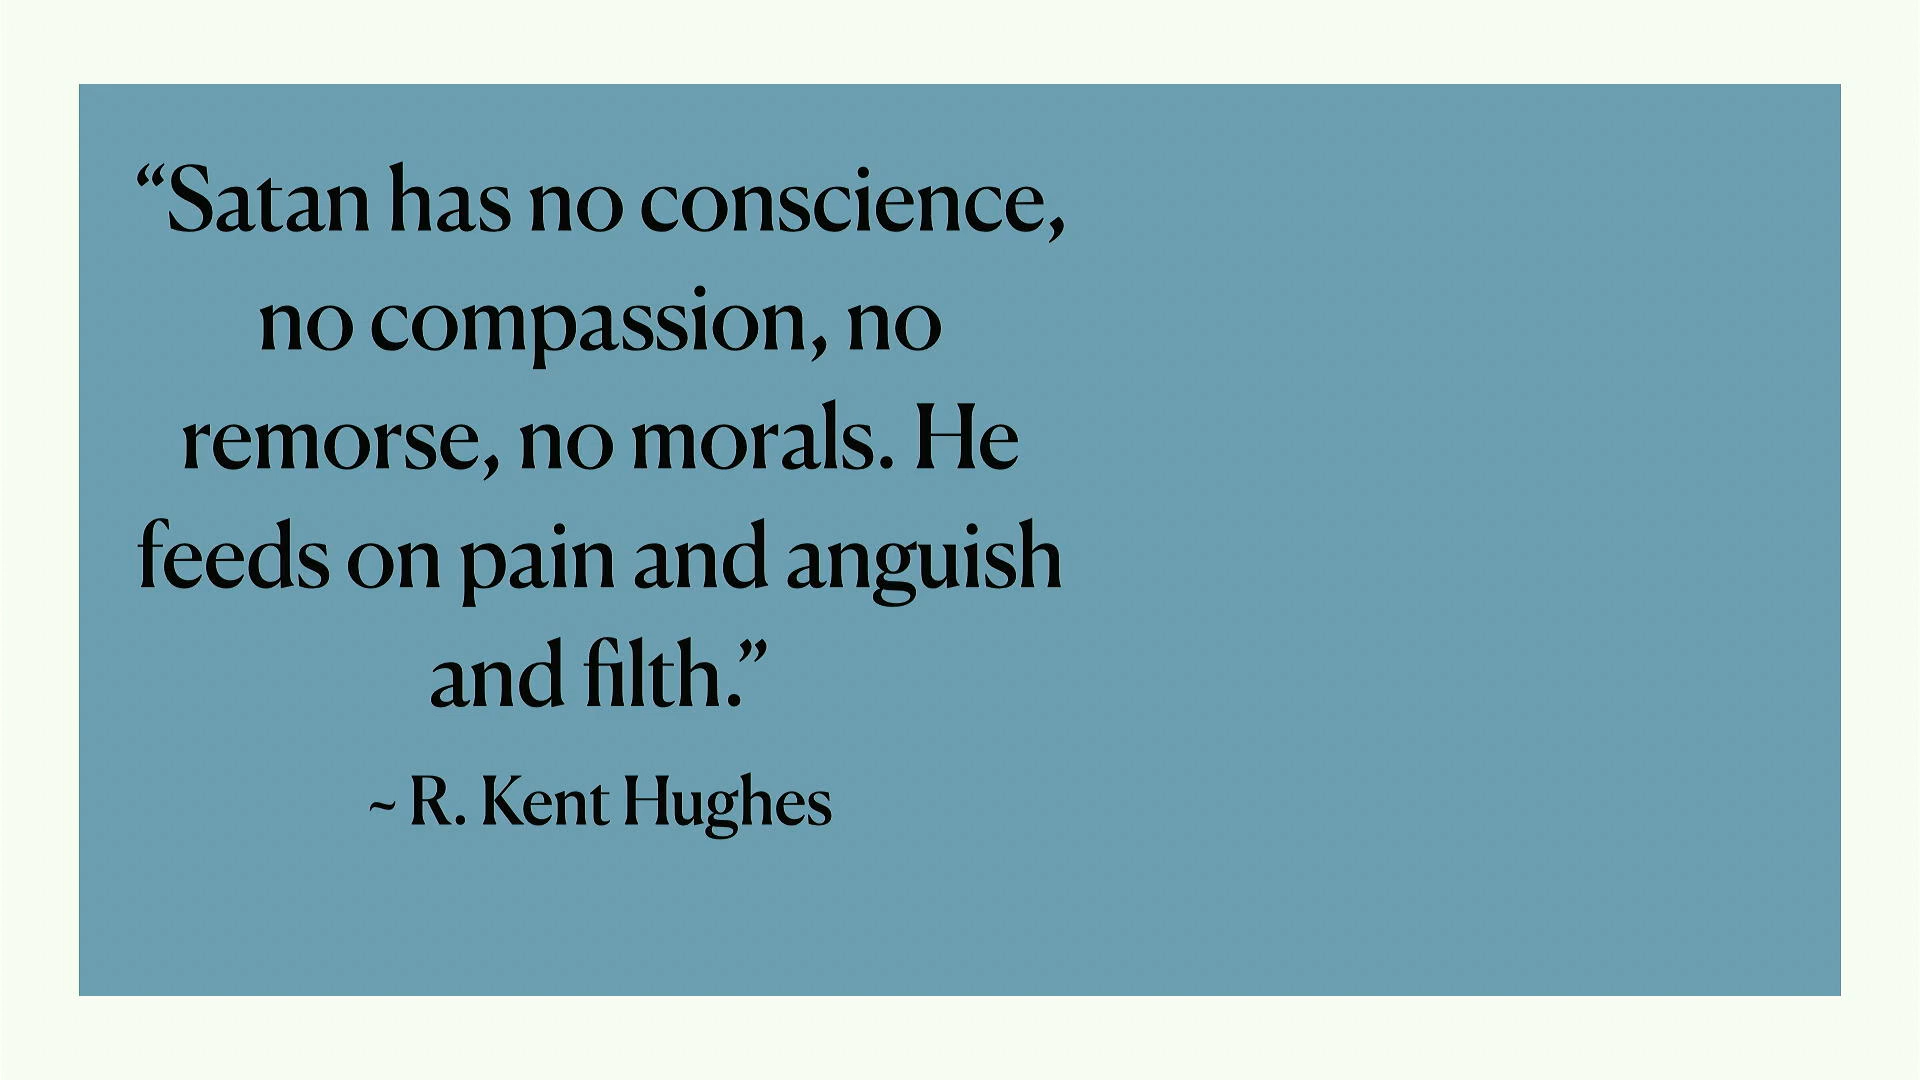 “Satan has no conscience,
no compassion, no
remorse, no morals. He
feeds on pain and anguish
and filth.”
~ R. Kent Hughes